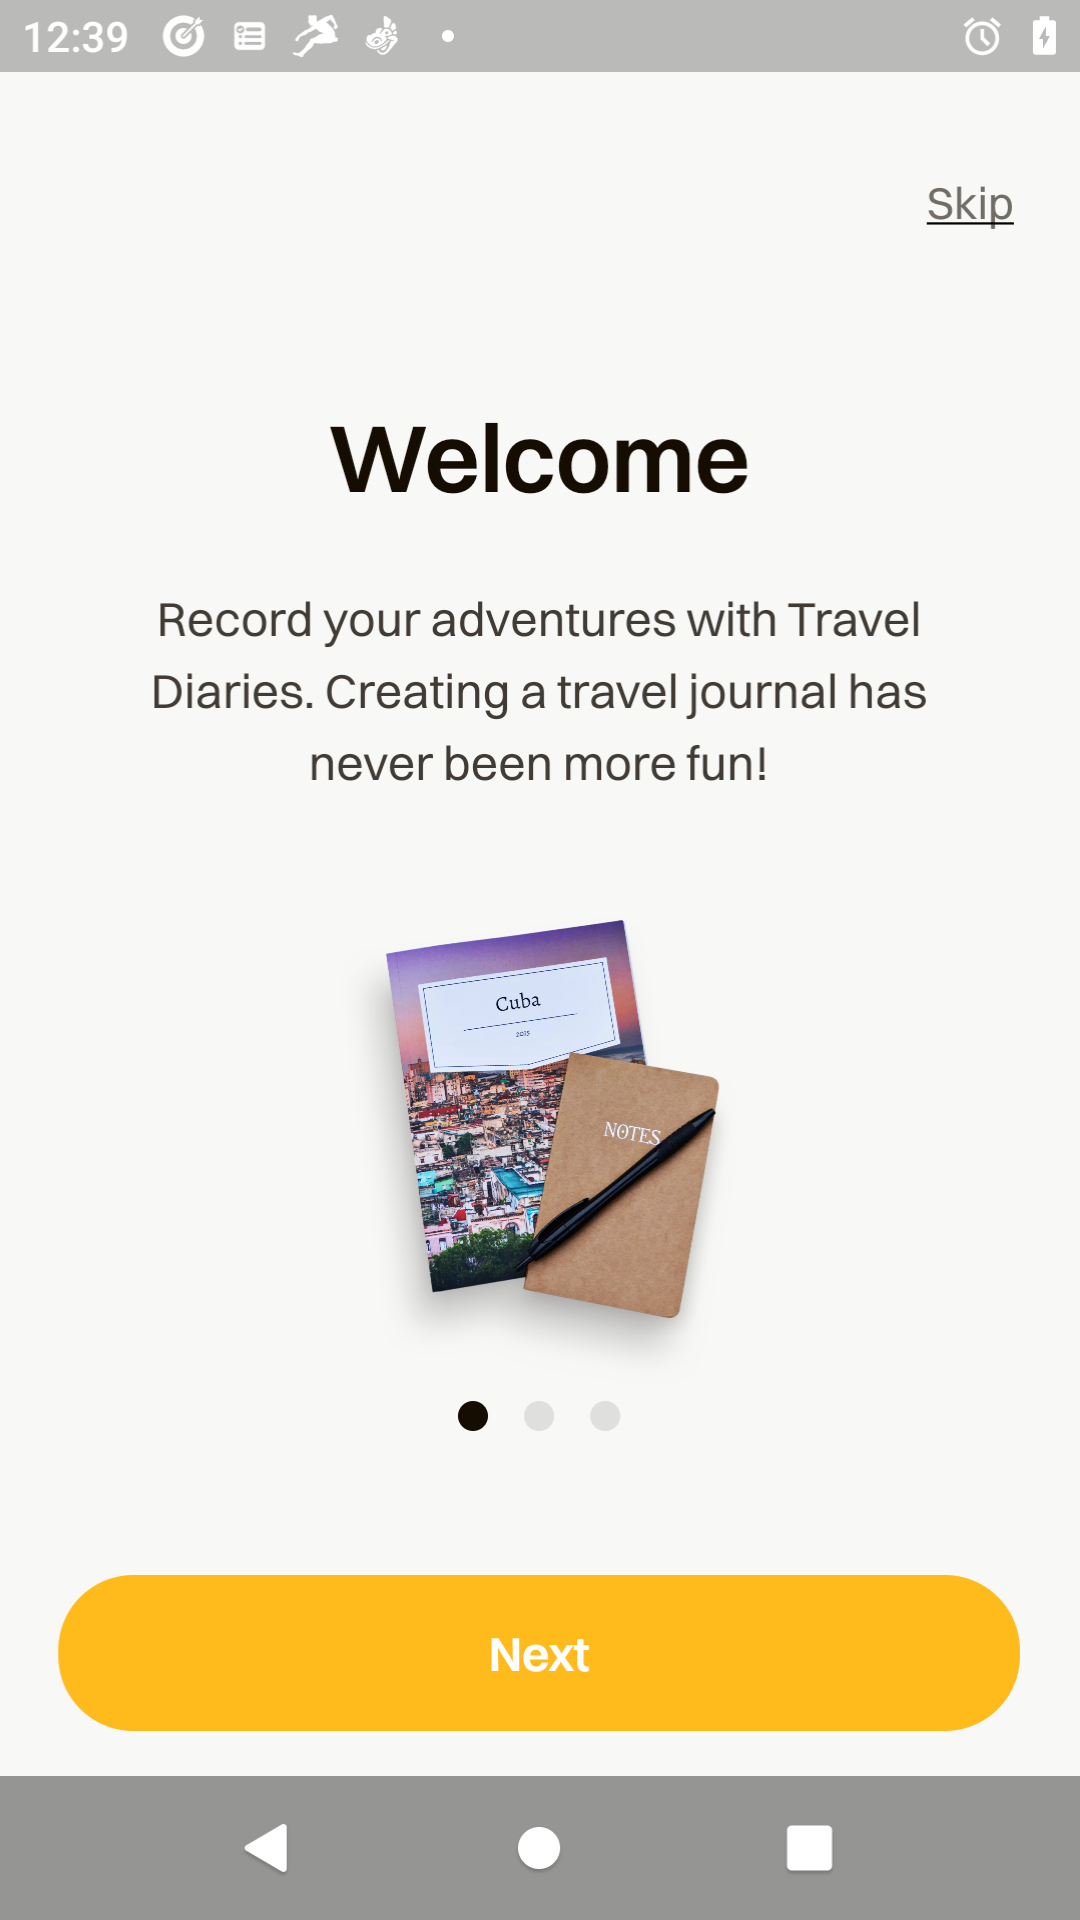 12:39
Skip
Welcome
Record your adventures with Travel
Diaries. Creating a travel journal has
never been more fun!
Cuba
2015
NOTES
Next